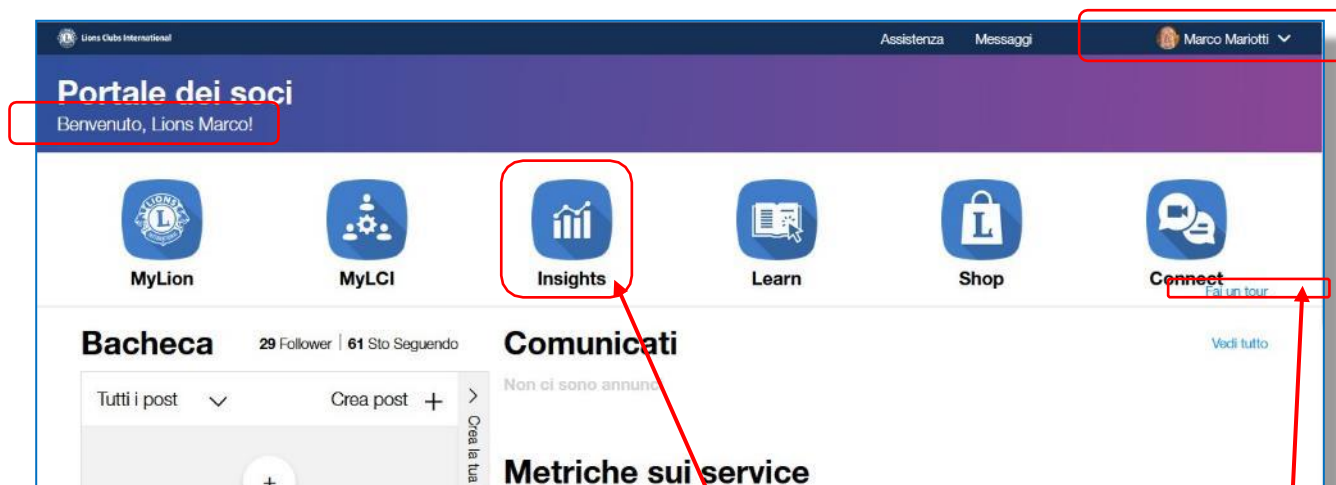 Lions Clubs International
Assistenza Messaggi Marco Mariotti
Portale dei soci
Benvenuto, Lions Marco!
MyLion MyLCI Insights Learn Shop Connect
Fai un tour
Bacheca 29 Follower | 61 Sto Seguendo
Comunicati Vedi tutto
Non ci sono annunc
Tutti i post Crea post +
Crea la tua
Metriche sui service